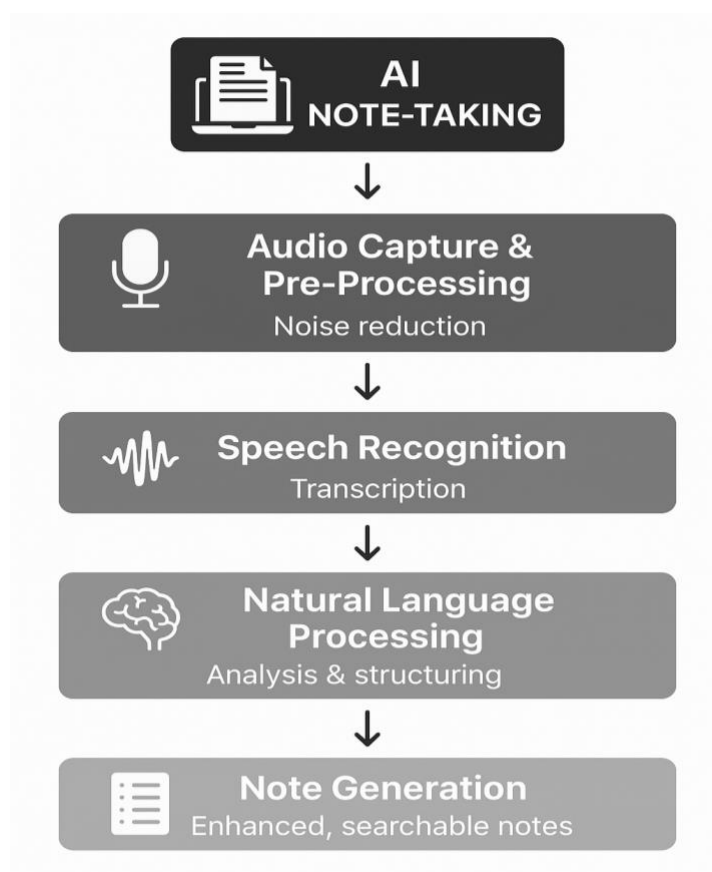 AI
NOTE-TAKING
Audio Capture &
Pre-Processing
Noise reduction
Speech Recognition
Transcription
Natural Language
Processing
Analysis & structuring
Note Generation
Enhanced, searchable notes